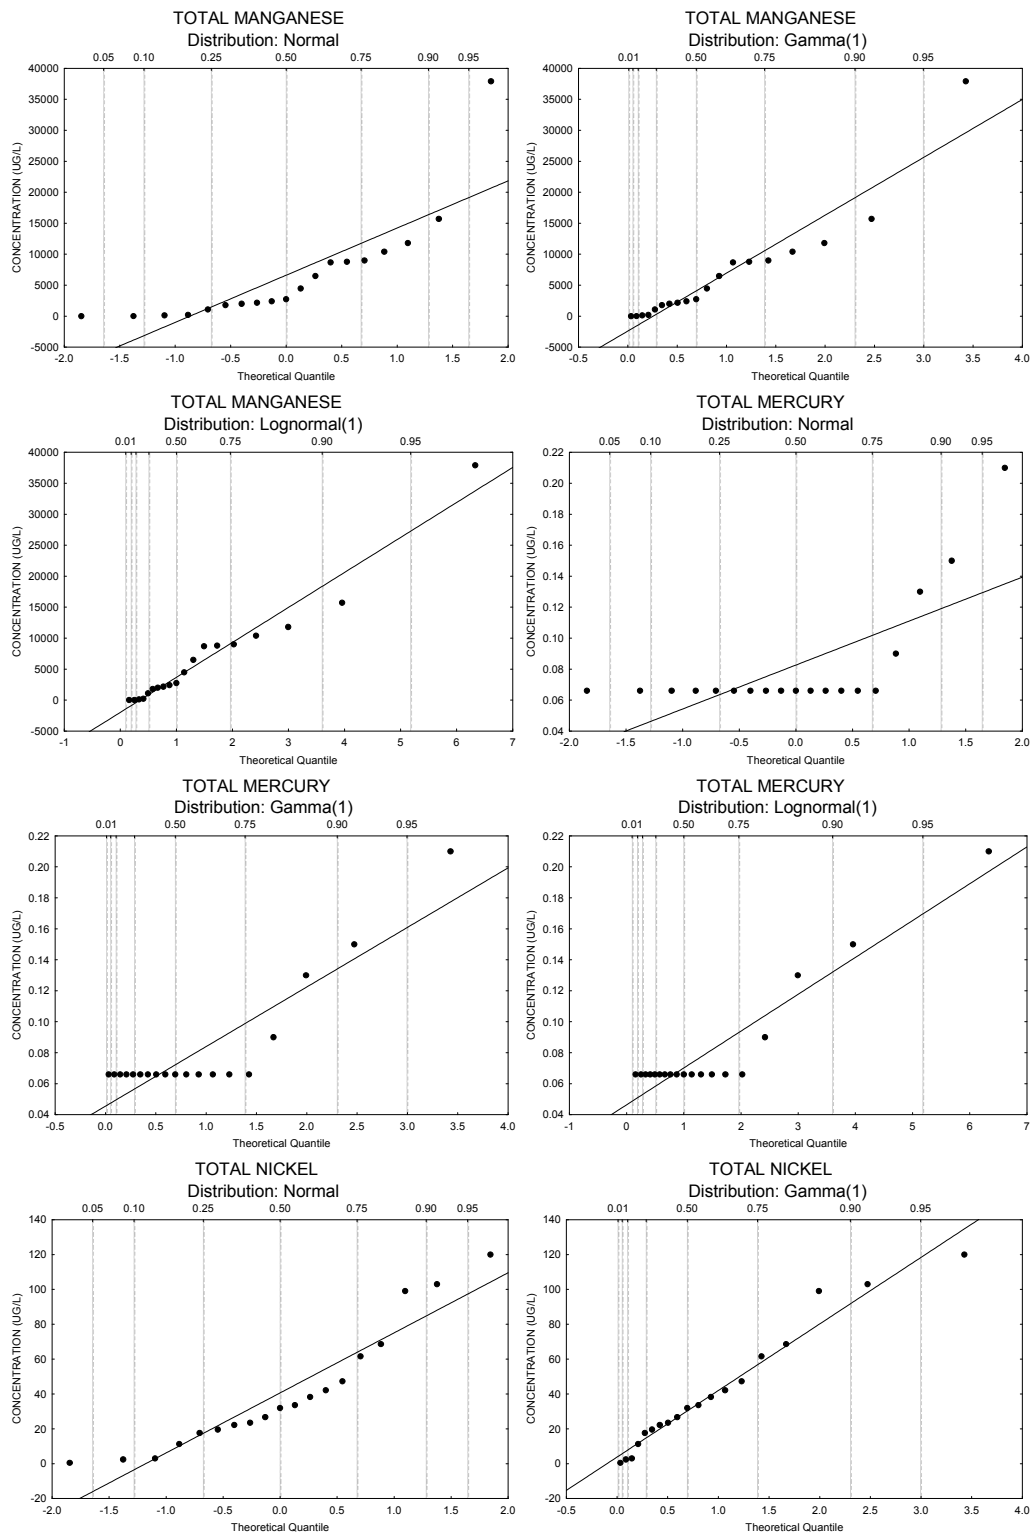 TOTAL MANGANESE
Distribution: Normal
0.05 0.10 0.25 0.50 0.75 0.90 0.95
40000
35000
30000
25000
20000
15000
10000
5000
0
-5000
CONCENTRATION (UG/L)
-2.0 -1.5 -1.0 -0.5 0.0 0.5 1.0 1.5 2.0
Theoretical Quantile
TOTAL MANGANESE
Distribution: Gamma(1)
0.01 0.50 0.75 0.90 0.95
40000
35000
30000
25000
20000
15000
10000
5000
0
-5000
CONCENTRATION (UG/L)
-0.5 0.0 0.5 1.0 1.5 2.0 2.5 3.0 3.5 4.0
Theoretical Quantile
TOTAL MANGANESE
Distribution: Lognormal(1)
0.01 0.50 0.75 0.90 0.95
40000
35000
30000
25000
20000
15000
10000
5000
0
-5000
CONCENTRATION (UG/L)
-1 0 1 2 3 4 5 6 7
Theoretical Quantile
TOTAL MERCURY
Distribution: Normal
0.05 0.10 0.25 0.50 0.75 0.90 0.95
0.22
0.20
0.18
0.16
0.14
0.12
0.10
0.08
0.06
0.04
CONCENTRATION (UG/L)
-2.0 -1.5 -1.0 -0.5 0.0 0.5 1.0 1.5 2.0
Theoretical Quantile
TOTAL MERCURY
Distribution: Gamma(1)
0.01 0.50 0.75 0.90 0.95
0.22
0.20
0.18
0.16
0.14
0.12
0.10
0.08
0.06
0.04
CONCENTRATION (UG/L)
-0.5 0.0 0.5 1.0 1.5 2.0 2.5 3.0 3.5 4.0
Theoretical Quantile
TOTAL MERCURY
Distribution: Lognormal(1)
0.01 0.50 0.75 0.90 0.95
0.22
0.20
0.18
0.16
0.14
0.12
0.10
0.08
0.06
0.04
CONCENTRATION (UG/L)
-1 0 1 2 3 4 5 6 7
Theoretical Quantile
TOTAL NICKEL
Distribution: Normal
0.05 0.10 0.25 0.50 0.75 0.90 0.95
140
120
100
80
60
40
20
0
-20
CONCENTRATION (UG/L)
-2.0 -1.5 -1.0 -0.5 0.0 0.5 1.0 1.5 2.0
Theoretical Quantile
TOTAL NICKEL
Distribution: Gamma(1)
0.01 0.50 0.75 0.90 0.95
140
120
100
80
60
40
20
0
-20
CONCENTRATION (UG/L)
-0.5 0.0 0.5 1.0 1.5 2.0 2.5 3.0 3.5 4.0
Theoretical Quantile